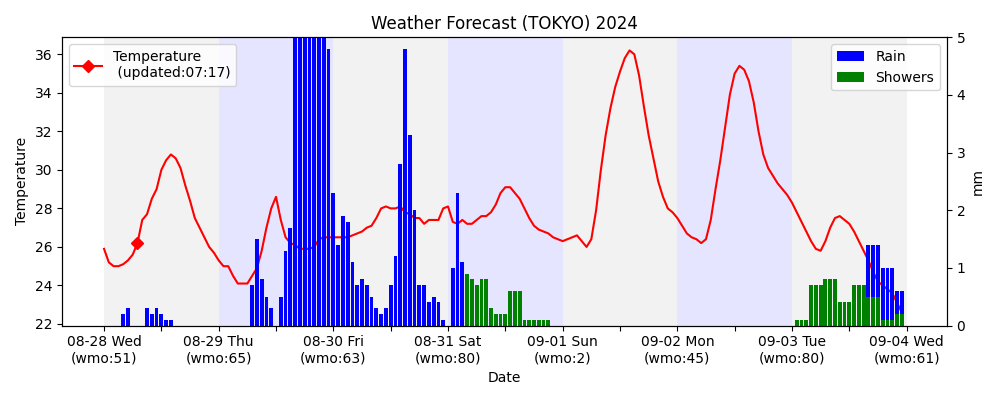 Weather Forecast (TOKYO) 2024
Temperature
(updated:07:17)
Rain
Showers
36
34
32
30
28
26
24
22
Temperature
5
4
3
2
1
0
mm
08-28 Wed
(wmo:51)
08-29 Thu
(wmo:65)
08-30 Fri
(wmo:63)
08-31 Sat
(wmo:80)
09-01 Sun
(wmo:2)
09-02 Mon
(wmo:45)
09-03 Tue
(wmo:80)
09-04 Wed
(wmo:61)
Date